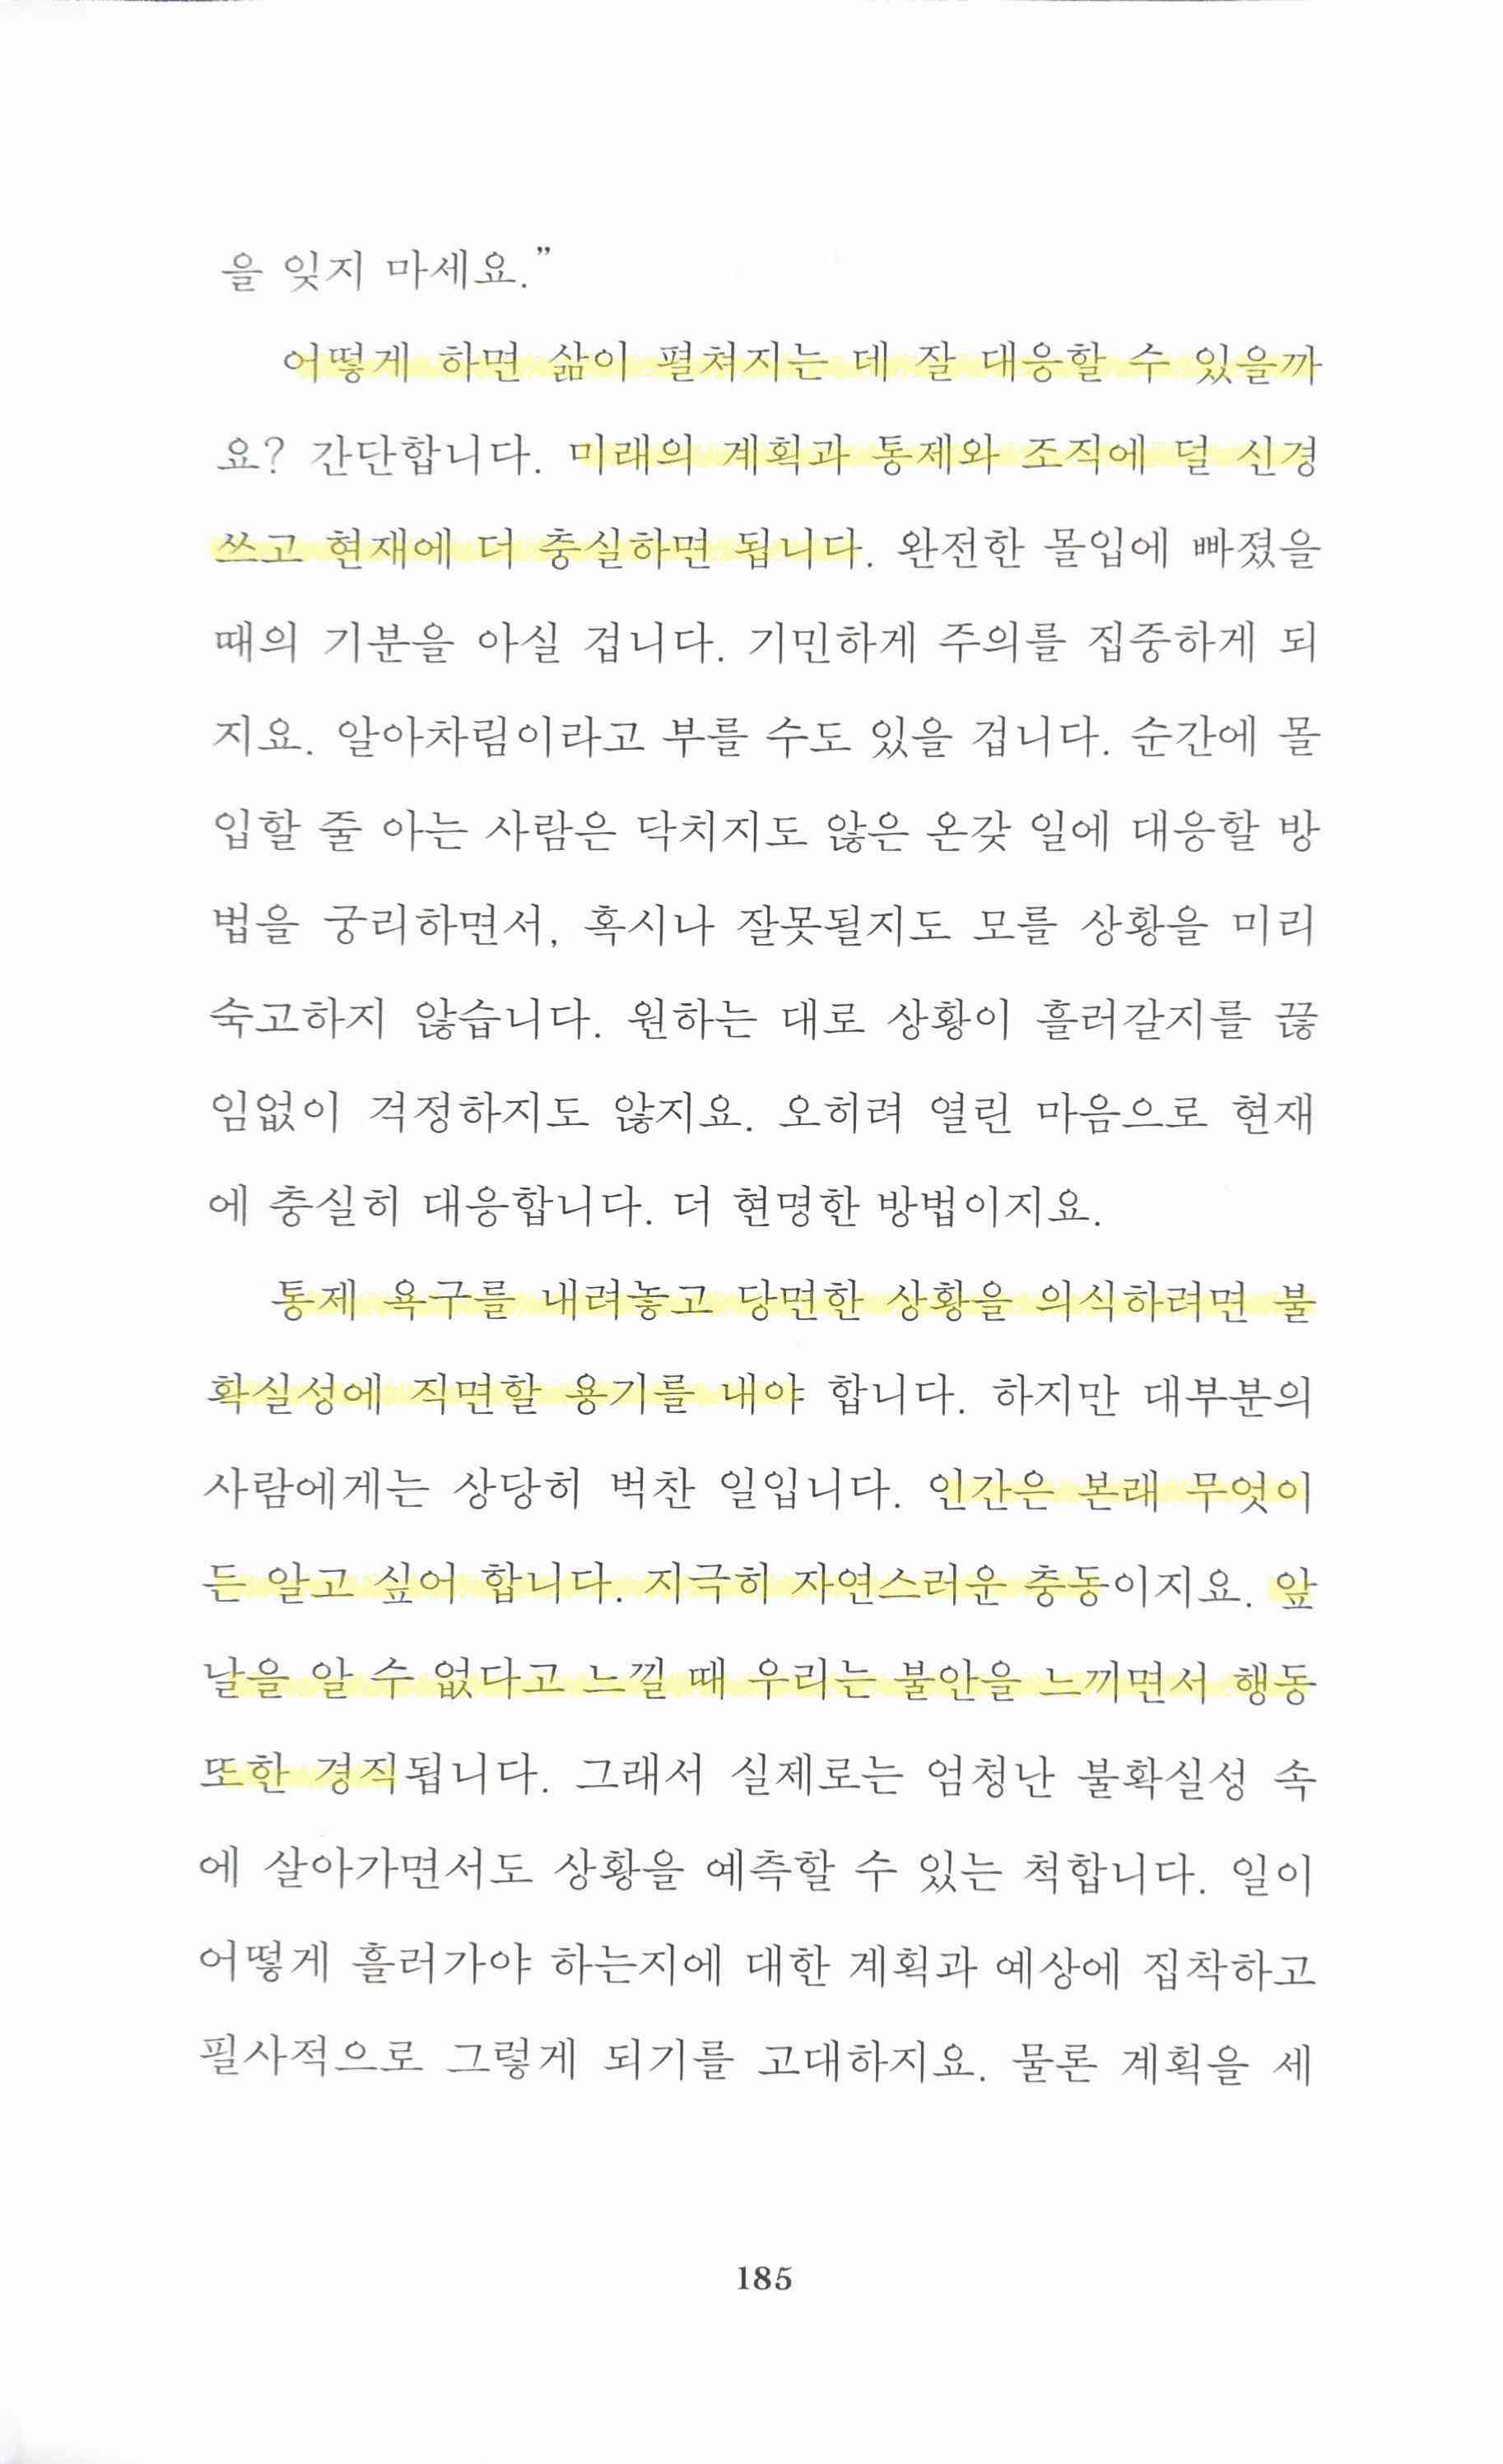 을 잊지 마세요.”
어떻게 하면 삶이 펼쳐지는 데 잘 대응할 수 있을까
요? 간단합니다. 미래의 계획과 통제와 조직에 덜 신경
쓰고 현재에 더 충실하면 됩니다. 완전한 몰입에 빠졌을
때의 기분을 아실 겁니다. 기민하게 주의를 집중하게 되
지요. 알아차림이라고 부를 수도 있을 겁니다. 순간에 몰
입할 줄 아는 사람은 닥치지도 않은 온갖 일에 대응할 방
법을 궁리하면서, 혹시나 잘못될지도 모를 상황을 미리
숙고하지 않습니다. 원하는 대로 상황이 흘러갈지를 끊
임없이 걱정하지도 않지요. 오히려 열린 마음으로 현재
에 충실히 대응합니다. 더 현명한 방법이지요.
통제 욕구를 내려놓고 당면한 상황을 의식하려면 불
확실성에 직면할 용기를 내야 합니다. 하지만 대부분의
사람에게는 상당히 벅찬 일입니다. 인간은 본래 무엇이
든 알고 싶어 합니다. 지극히 자연스러운 충동이지요. 앞
날을 알 수 없다고 느낄 때 우리는 불안을 느끼면서 행동
또한 경직됩니다. 그래서 실제로는 엄청난 불확실성 속
에 살아가면서도 상황을 예측할 수 있는 척합니다. 일이
어떻게 흘러가야 하는지에 대한 계획과 예상에 집착하고
필사적으로 그렇게 되기를 고대하지요. 물론 계획을 세
185